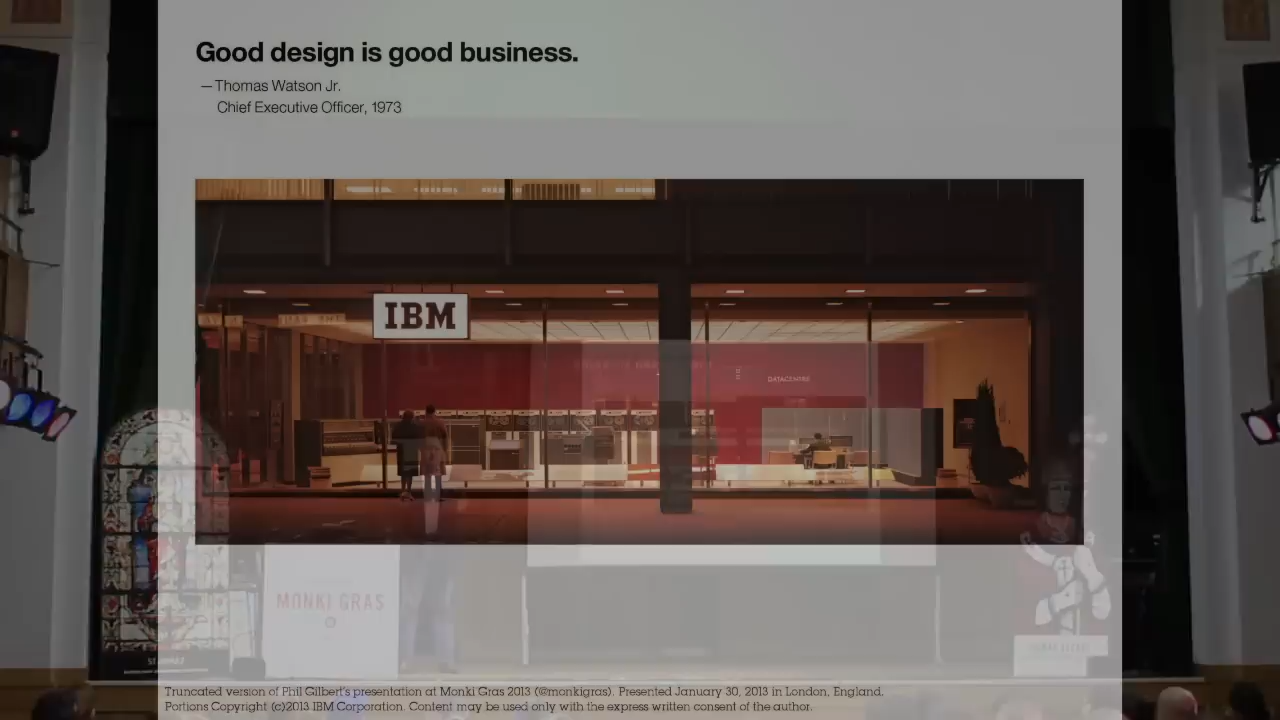 Good design is good business.
—Thomas Watson Jr.
Chief Executive Officer, 1973
IBM
DATACENTRE
MONKI GRAS
Truncated version of Phil Gilbert's presentation at Monki Gras 2013 (@monkigras). Presented January 30, 2013 in London, England.
Portions Copyright (c)2013 IBM Corporation. Content may be used only with the express written consent of the author.